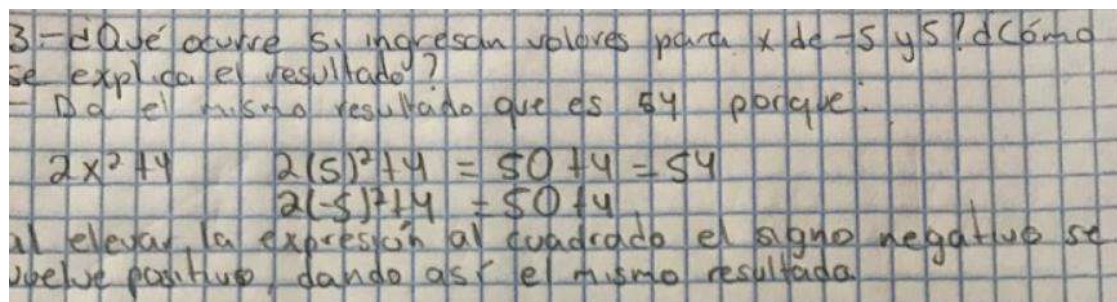 3-¿Qué ocurre si ingresan valores para x de -5 y 5? ¿Cómo
se explica el resultado?
- Da el mismo resultado que es 54 porque:
2x²+4 2(5)²+4 = 50+4 = 54
2(-5)²+4 = 50+4
al elevar la expresión al cuadrado el signo negativo se
vuelve positivo, dando así el mismo resultado